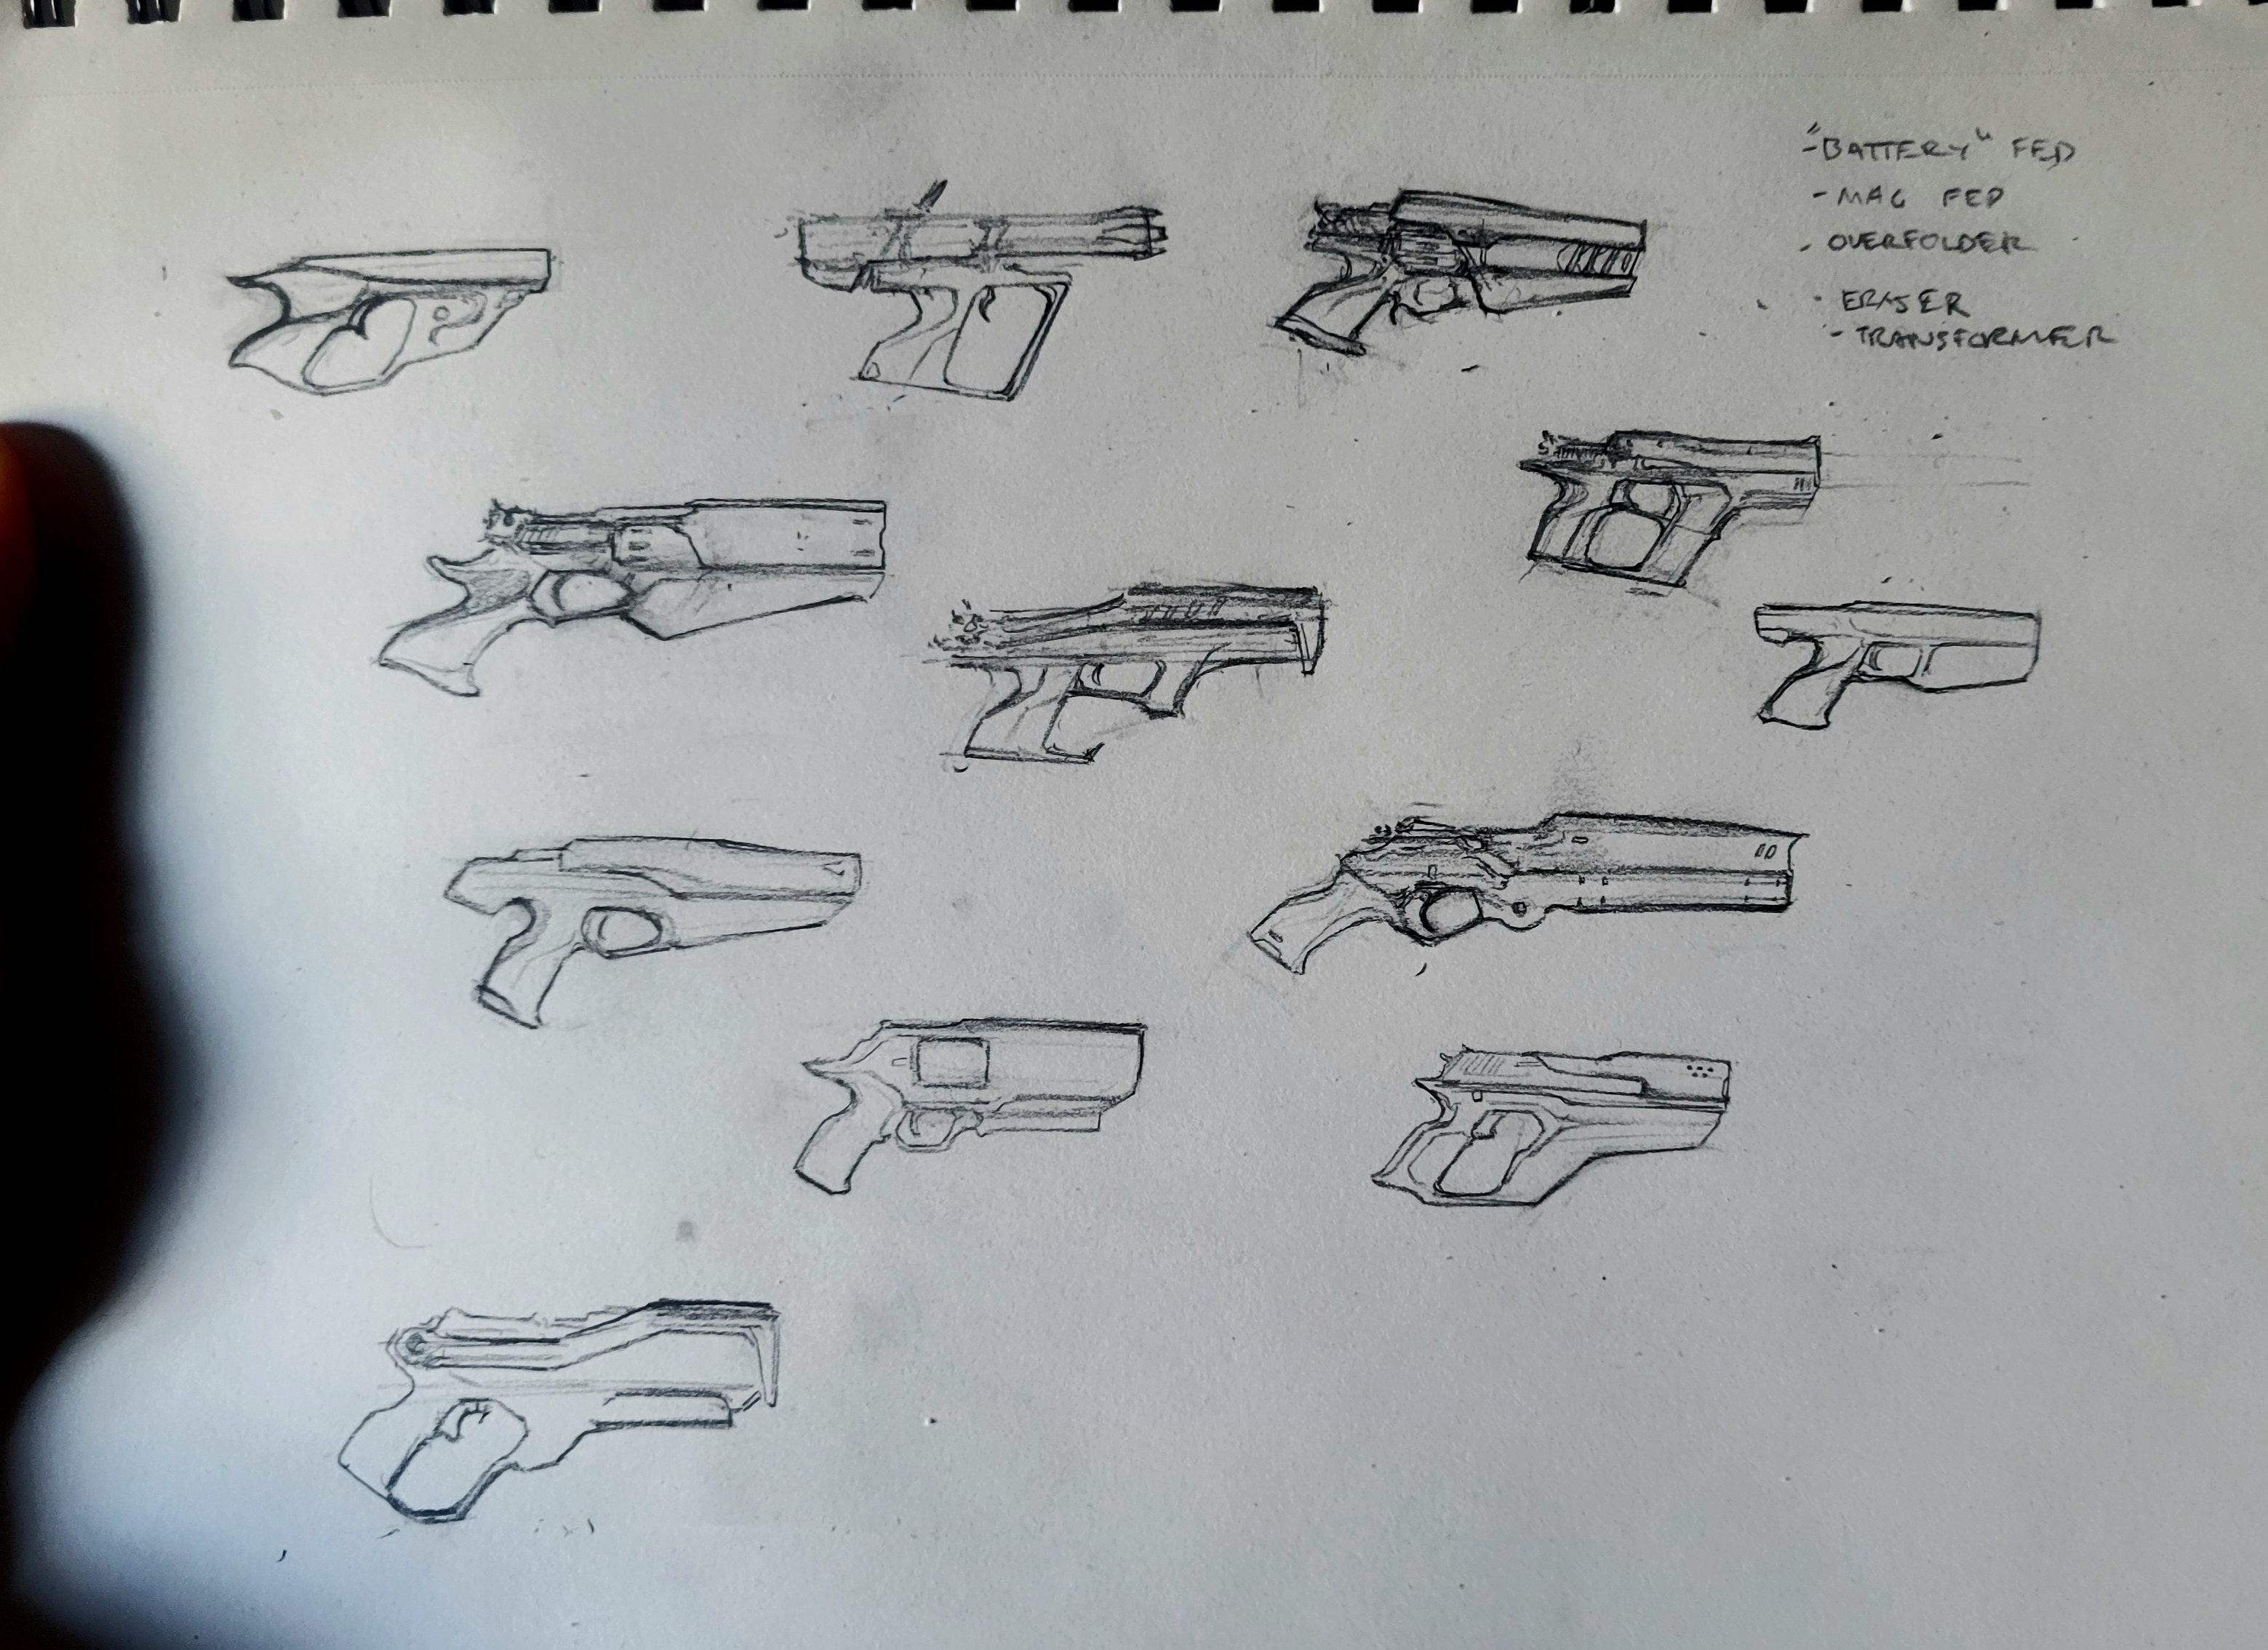 - "BATTERY" FED
- MAG FED
- OVERFOLDER
- ERASER
- TRANSFORMER